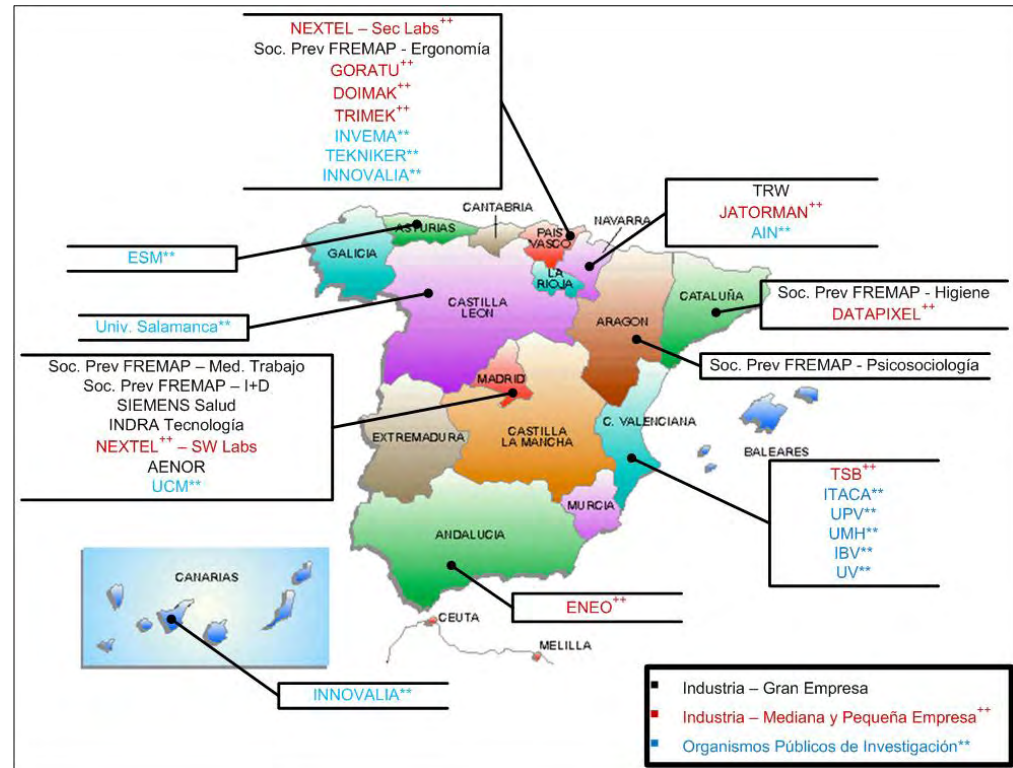 NEXTEL – Sec Labs++
Soc. Prev FREMAP - Ergonomía
GORATU++
DOIMAK++
TRIMEK++
INVEMA**
TEKNIKER**
INNOVALIA**
TRW
JATORMAN++
AIN**
CANTABRIA
NAVARRA
ASTURIAS
PAIS
VASCO
GALICIA
ESM**
LA
RIOJA
CATALUÑA
Soc. Prev FREMAP - Higiene
DATAPIXEL++
CASTILLA
LEON
ARAGON
Univ. Salamanca**
Soc. Prev FREMAP - Psicosociología
Soc. Prev FREMAP – Med. Trabajo
Soc. Prev FREMAP – I+D
SIEMENS Salud
INDRA Tecnología
NEXTEL++ – SW Labs
AENOR
UCM**
MADRID
EXTREMADURA
CASTILLA
LA MANCHA
C. VALENCIANA
BALEARES
TSB++
ITACA**
UPV**
UMH**
IBV**
UV**
MURCIA
ANDALUCIA
CANARIAS
ENEO++
CEUTA
MELILLA
INNOVALIA**
Industria – Gran Empresa
Industria – Mediana y Pequeña Empresa++
Organismos Públicos de Investigación**